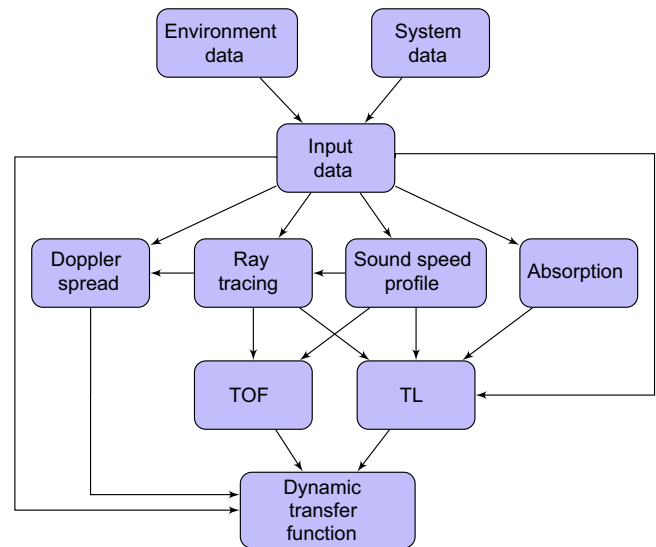 Environment
data
System
data
Input
data
Doppler
spread
Ray
tracing
Sound speed
profile
Absorption
TOF
TL
Dynamic
transfer
function